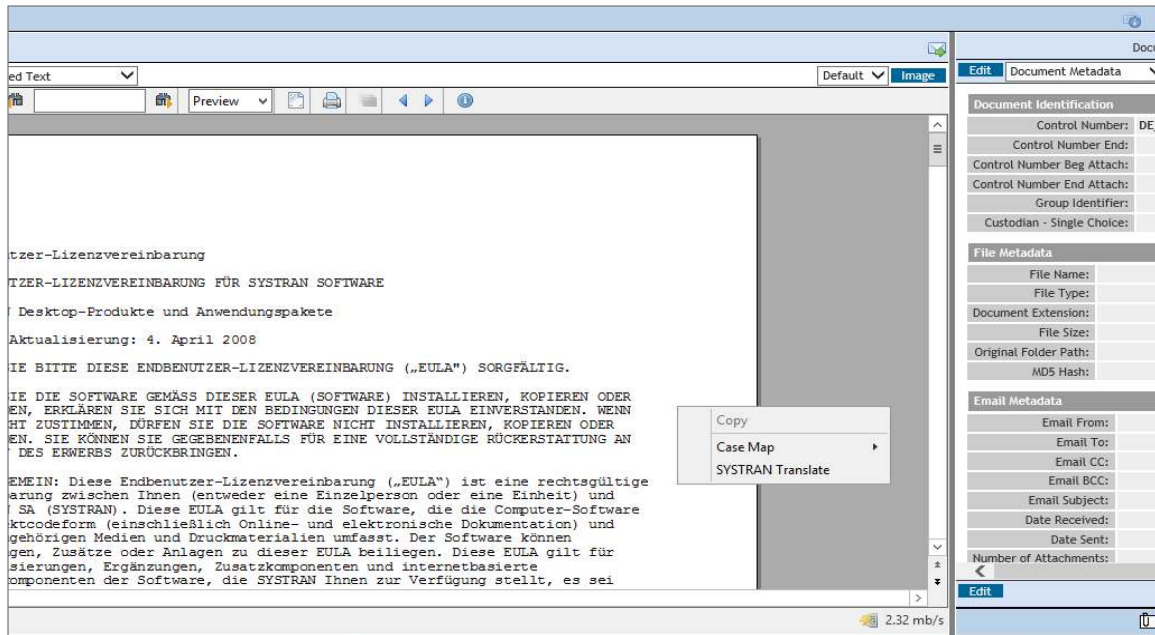 Docu
ed Text
Default
Image
Edit
Document Metadata
Preview
Document Identification
Control Number: DE_
Control Number End:
Control Number Beg Attach:
Control Number End Attach:
Group Identifier:
Custodian - Single Choice:
File Metadata
File Name:
File Type:
Document Extension:
File Size:
Original Folder Path:
MD5 Hash:
Email Metadata
Email From:
Email To:
Email CC:
Email BCC:
Email Subject:
Date Received:
Date Sent:
Number of Attachments:
Edit
tzer-Lizenzvereinbarung
TZER-LIZENZVEREINBARUNG FÜR SYSTRAN SOFTWARE
Desktop-Produkte und Anwendungspakete
Aktualisierung: 4. April 2008
IE BITTE DIESE ENDBENUTZER-LIZENZVEREINBARUNG („EULA") SORGFÄLTIG.
IE DIE SOFTWARE GEMÄSS DIESER EULA (SOFTWARE) INSTALLIEREN, KOPIEREN ODER
EN, ERKLÄREN SIE SICH MIT DEN BEDINGUNGEN DIESER EULA EINVERSTANDEN. WENN
HT ZUSTIMMEN, DÜRFEN SIE DIE SOFTWARE NICHT INSTALLIEREN, KOPIEREN ODER
EN. SIE KÖNNEN SIE GEGEBENENFALLS FÜR EINE VOLLSTÄNDIGE RÜCKERSTATTUNG AN
DES ERWERBS ZURÜCKBRINGEN.
EMEIN: Diese Endbenutzer-Lizenzvereinbarung („EULA“) ist eine rechtsgültige
arung zwischen Ihnen (entweder eine Einzelperson oder eine Einheit) und
SA (SYSTRAN). Diese EULA gilt für die Software, die die Computer-Software
ktcodeform (einschließlich Online- und elektronische Dokumentation) und
gehörigen Medien und Druckmaterialien umfasst. Der Software können
gen, Zusätze oder Anlagen zu dieser EULA beiliegen. Diese EULA gilt für
sierungen, Ergänzungen, Zusatzkomponenten und internetbasierte
omponenten der Software, die SYSTRAN Ihnen zur Verfügung stellt, es sei
Copy
Case Map
SYSTRAN Translate
2.32 mb/s